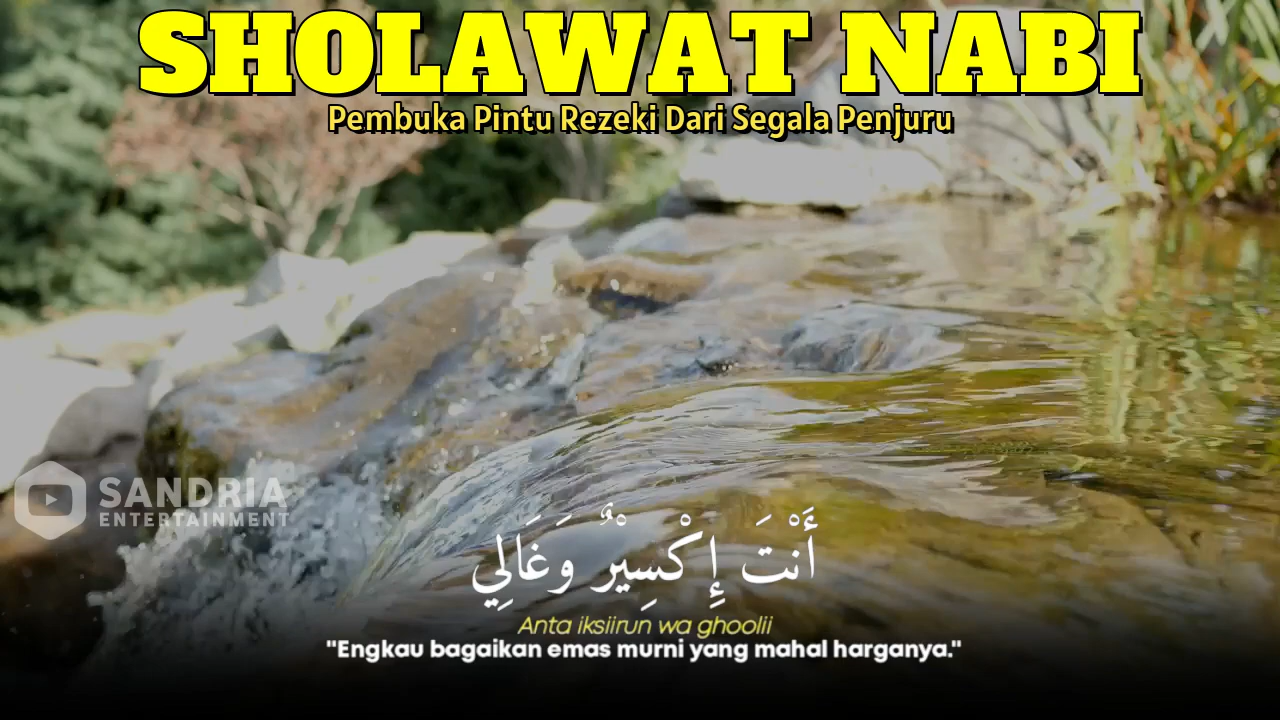 SHOLAWAT NABI
Pembuka Pintu Rezeki Dari Segala Penjuru
SANDRIA
ENTERTAINMENT
أَنْتَ إِكْسِيْرٌ وَغَالِي
Anta iksiirun wa ghoolii
"Engkau bagaikan emas murni yang mahal harganya."